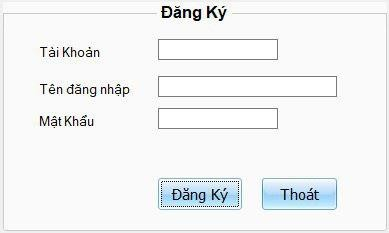 Đăng Ký
Tài Khoản
Tên đăng nhập
Mật Khẩu
Đăng Ký Thoát